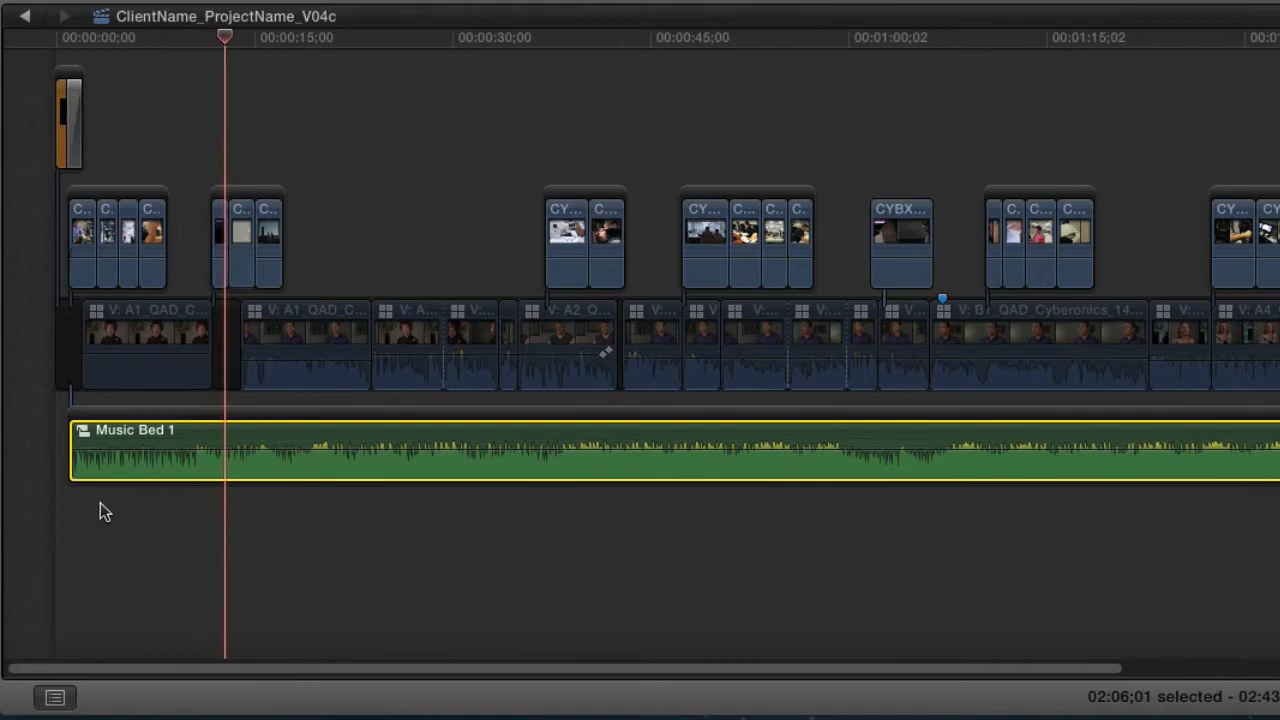 ClientName_ProjectName_V04c
00:00:00;00 00:00:15;00 00:00:30;00 00:00:45;00 00:01:00;02 00:01:15;02 00:01
C.. C. C... C.. C.. CY... C... CY... C... C.. C. CYBX... C. C... C... CY... CY
V: A1_QAD_C... V: A1_QAD_C... V: A... V:... V: A2_Q... V:... V V:... V:... V... V: B QAD_Cyberonics_14... V:... V: A4
Music Bed 1
02:06;01 selected - 02:43